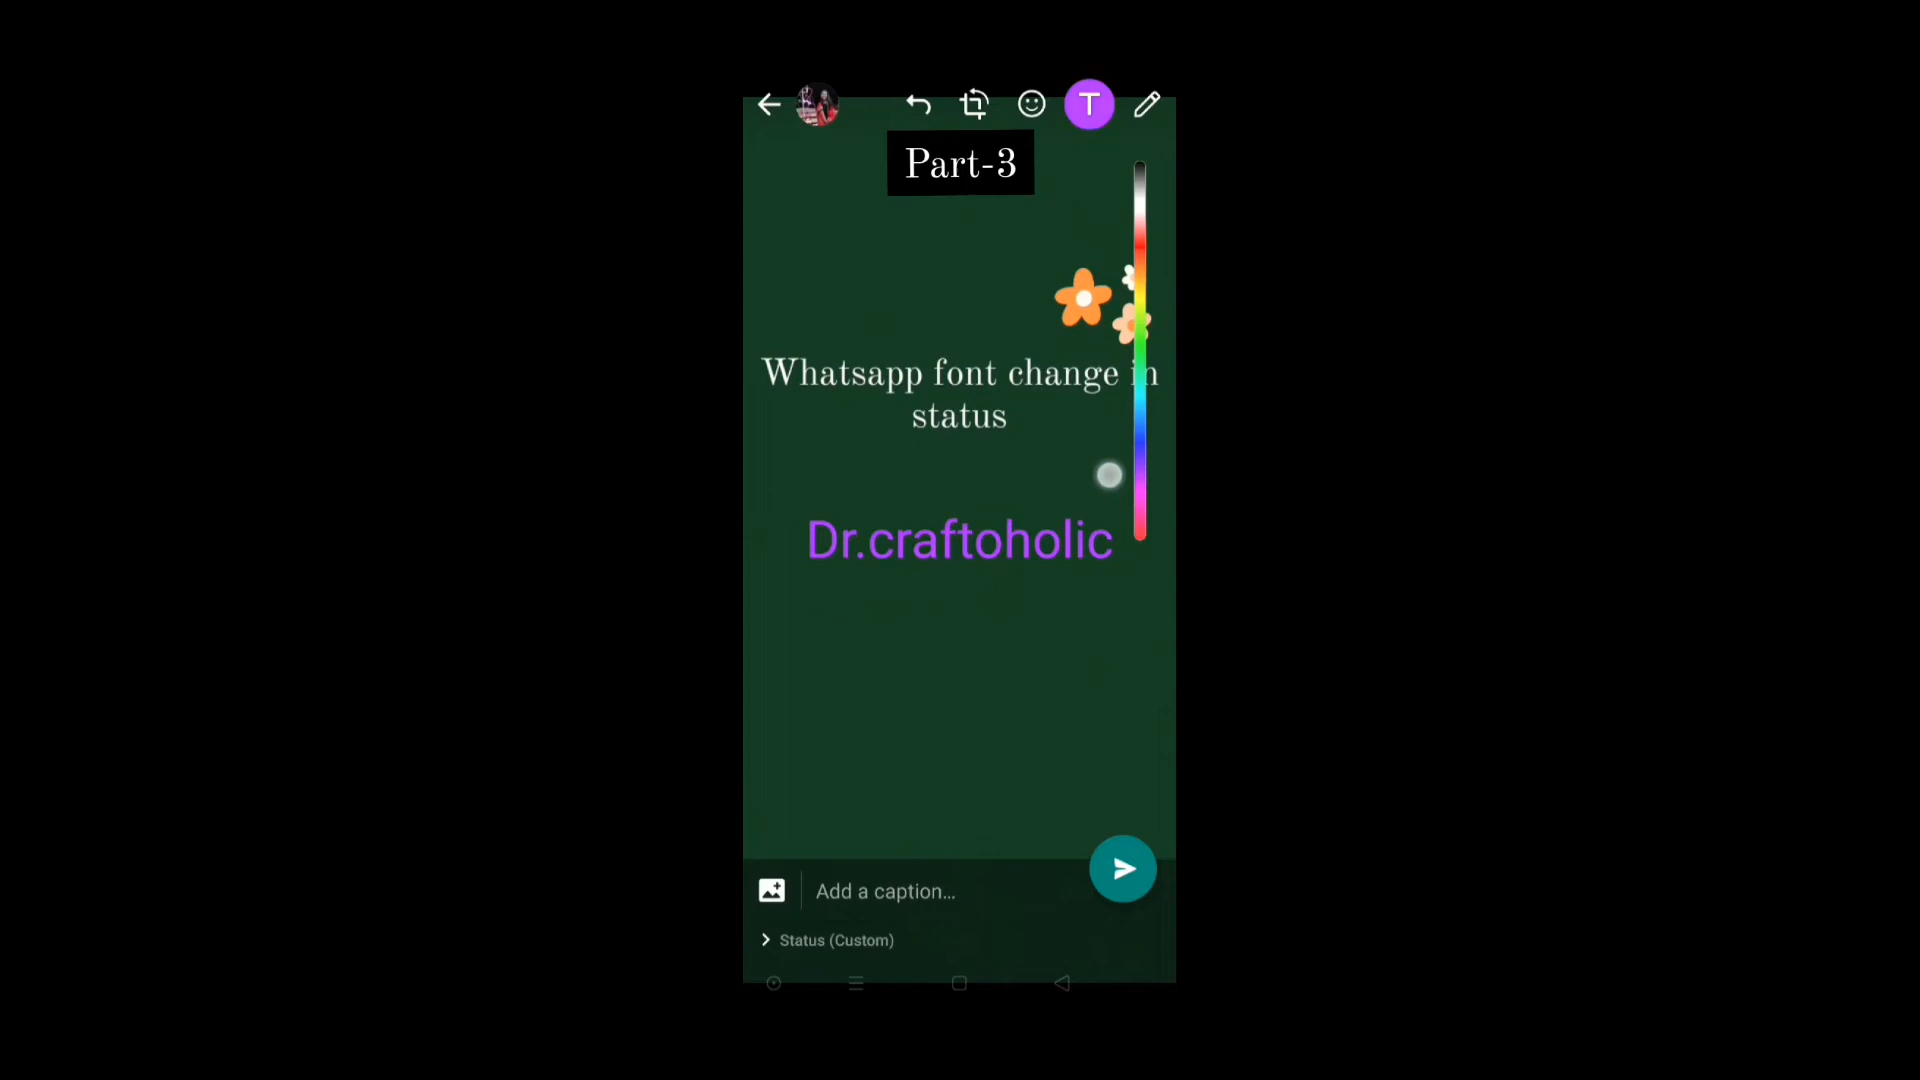 T
Part-3
Whatsapp font change in
status
Dr.craftoholic
Add a caption...
Status (Custom)